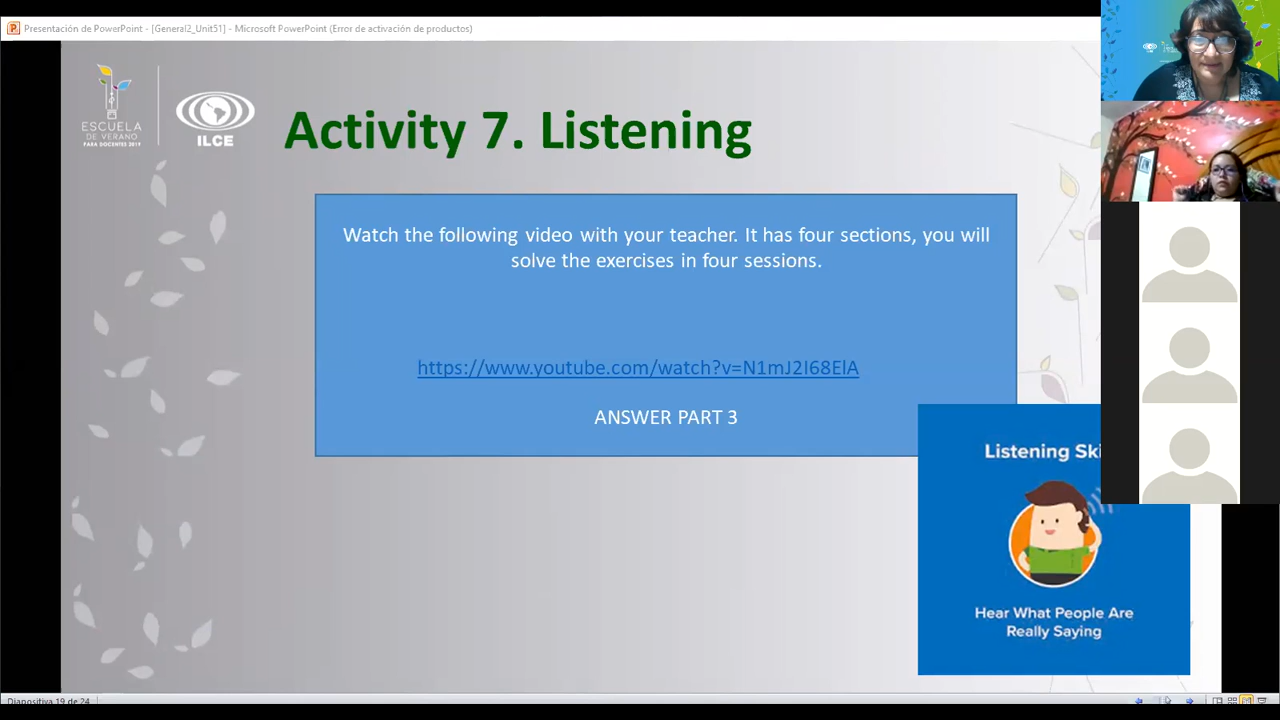 Presentación de PowerPoint - [General2_Unit51] - Microsoft PowerPoint (Error de activación de productos)
ESCUELA
DE VERANO
PARA DOCENTES 2019
ILCE
Activity 7. Listening
Watch the following video with your teacher. It has four sections, you will
solve the exercises in four sessions.
https://www.youtube.com/watch?v=N1mJ2I68ElA
ANSWER PART 3
Listening Ski
Hear What People Are
Really Saying
Diapositiva 19 de 24